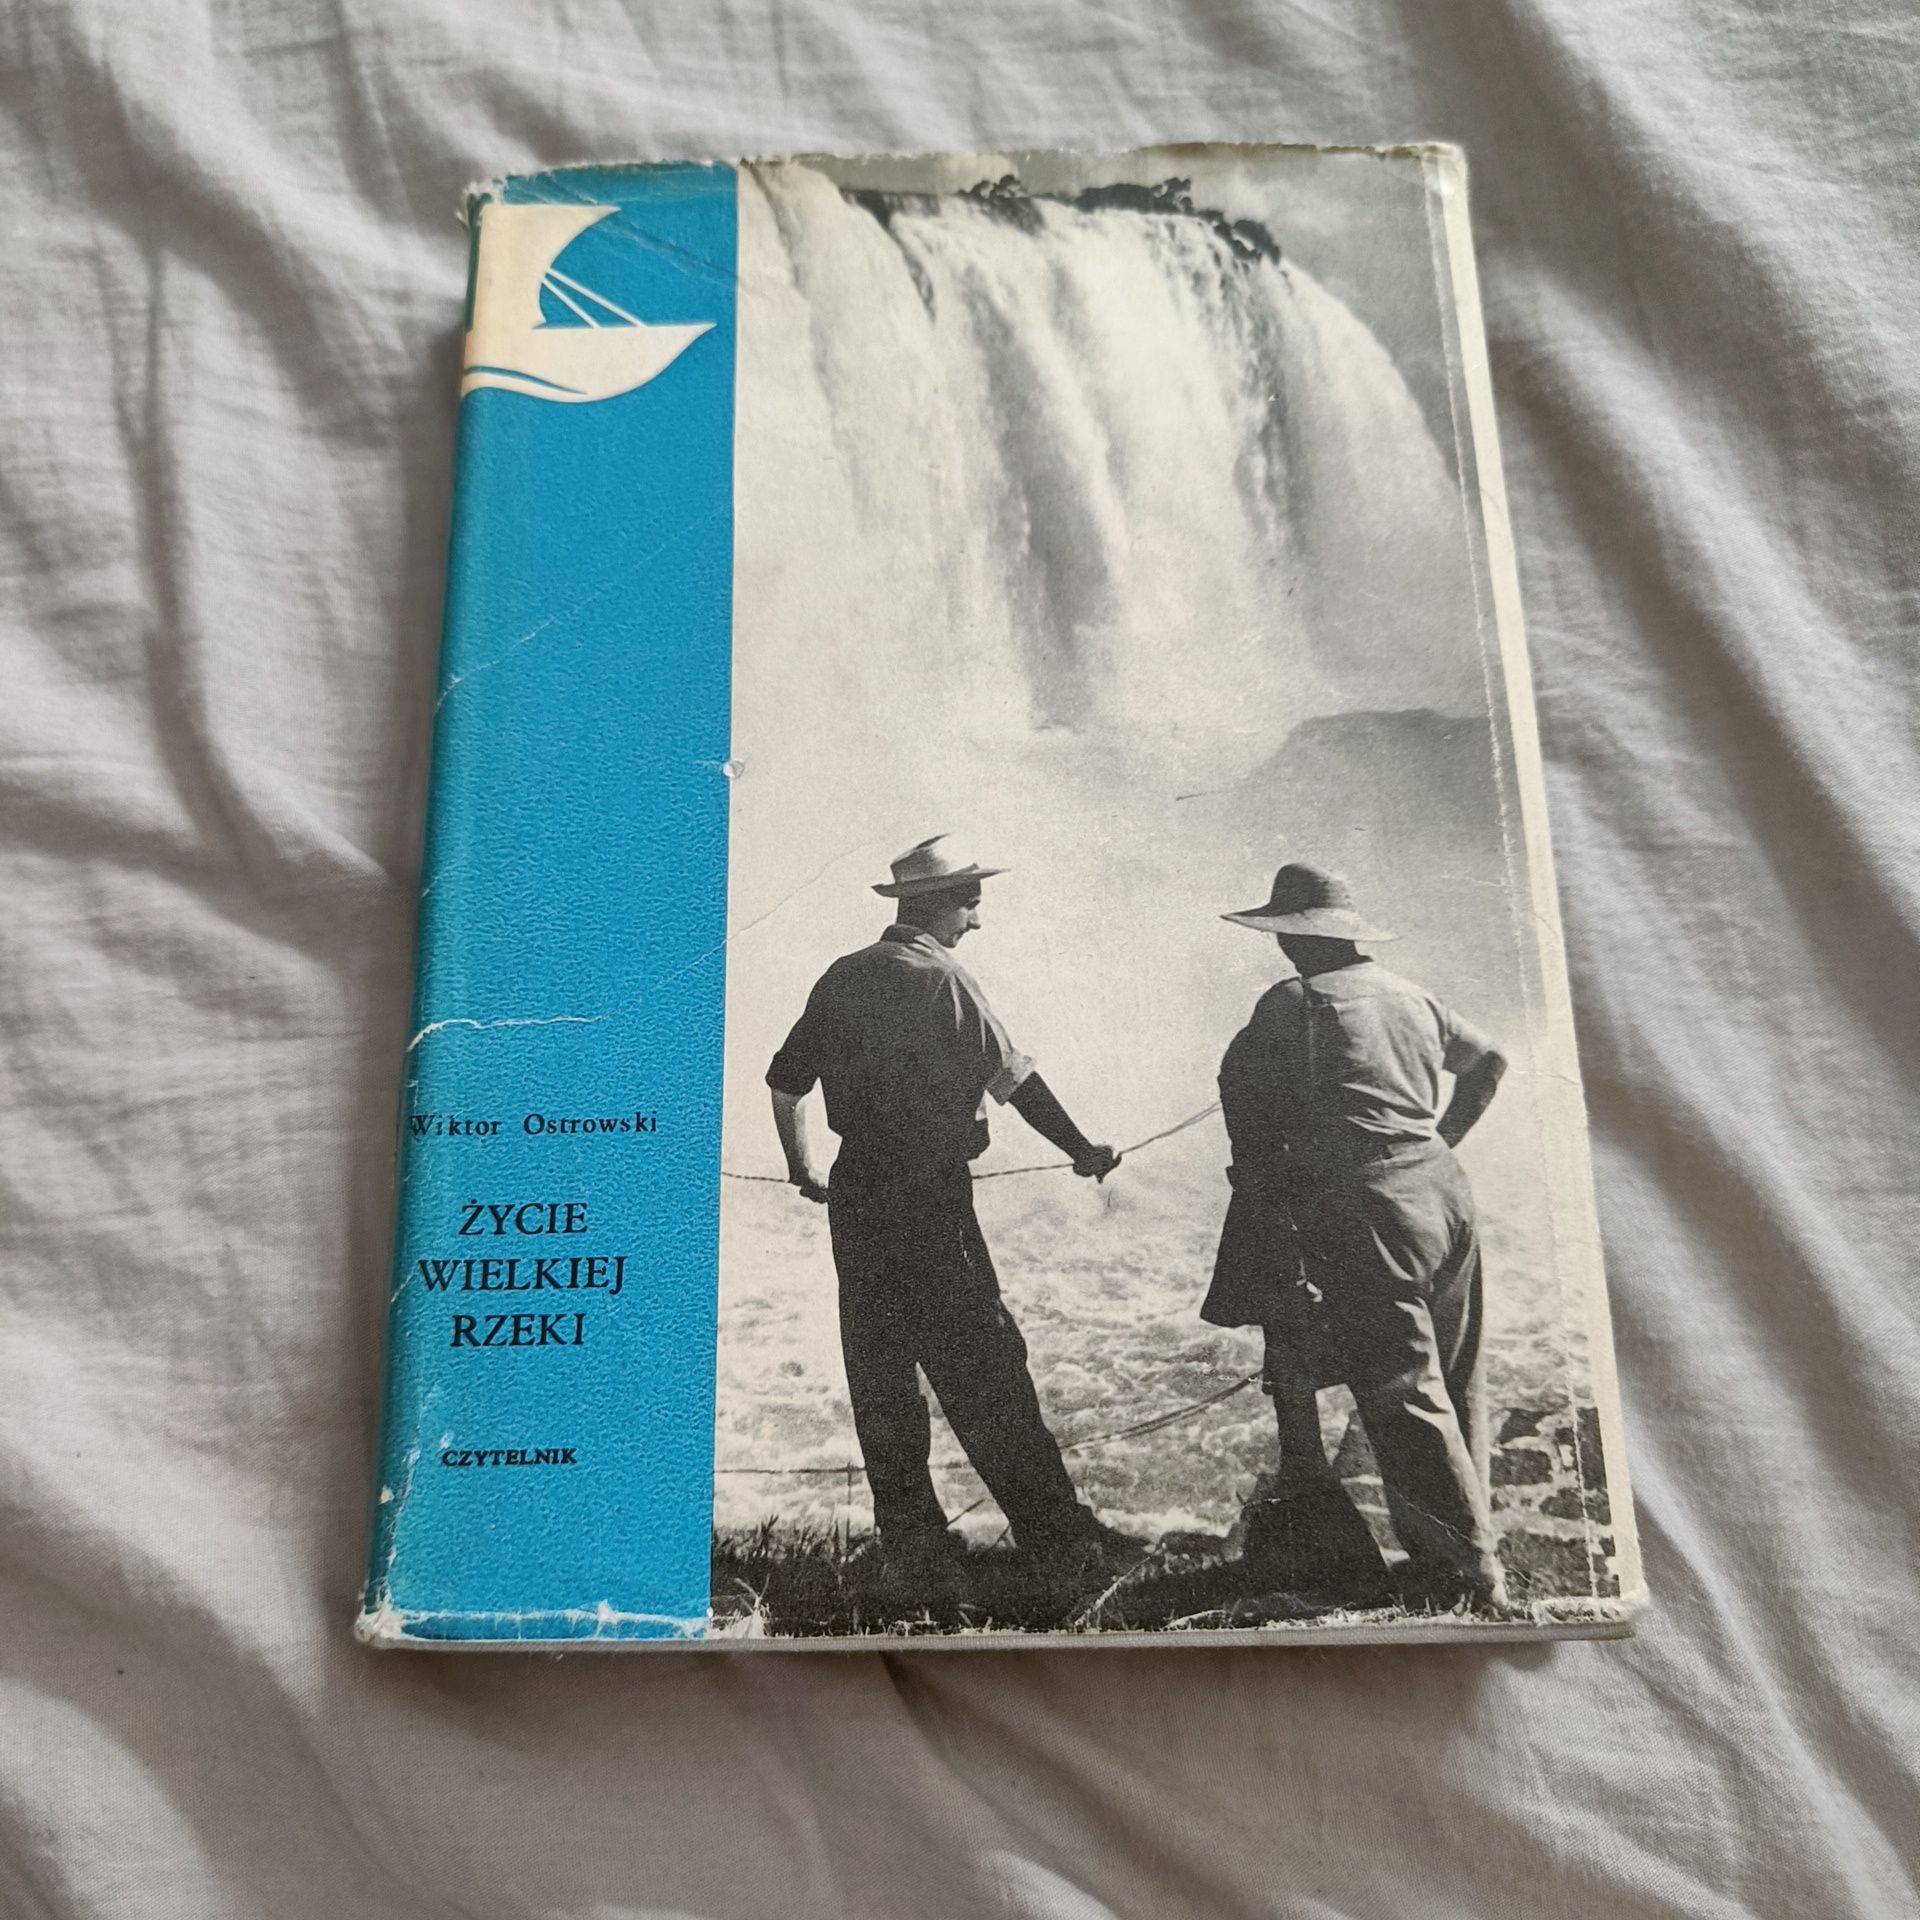 Wiktor Ostrowski
ŻYCIE
WIELKIEJ
RZEKI
CZYTELNIK